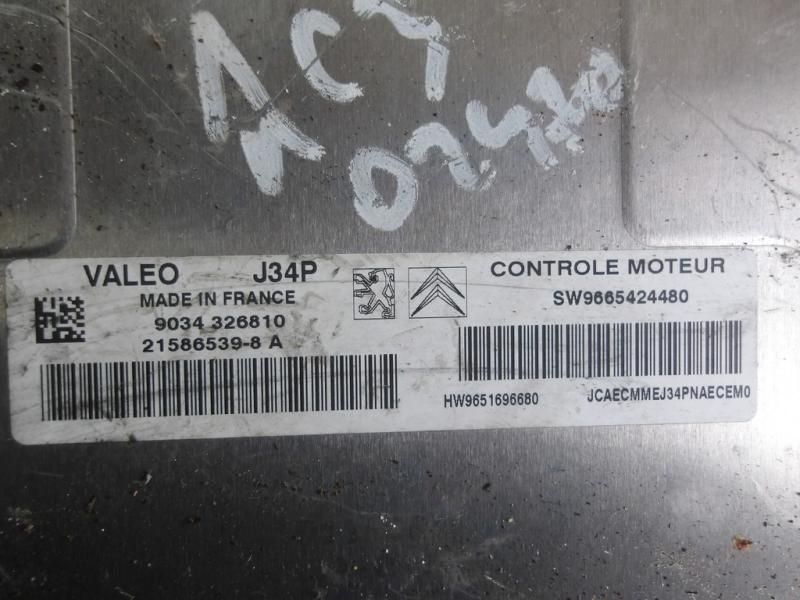 VALEO J34P
MADE IN FRANCE
9034 326810
21586539-8 A
CONTROLE MOTEUR
SW9665424480
HW9651696680 JCAECMMEJ34PNAECEM0